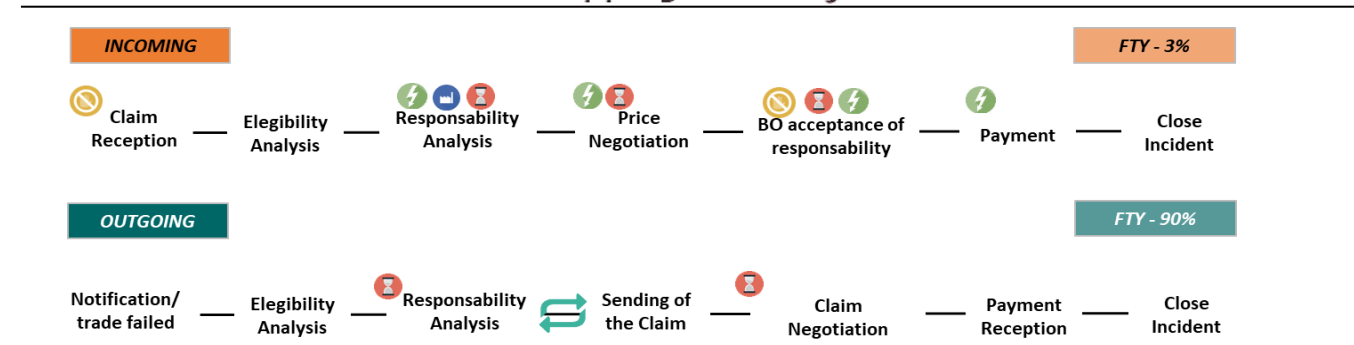 INCOMING
FTY - 3%
Claim
Reception
Elegibility
Analysis
Responsability
Analysis
Price
Negotiation
BO acceptance of
responsability
Payment
Close
Incident
OUTGOING
FTY - 90%
Notification/
trade failed
Elegibility
Analysis
Responsability
Analysis
Sending of
the Claim
Claim
Negotiation
Payment
Reception
Close
Incident